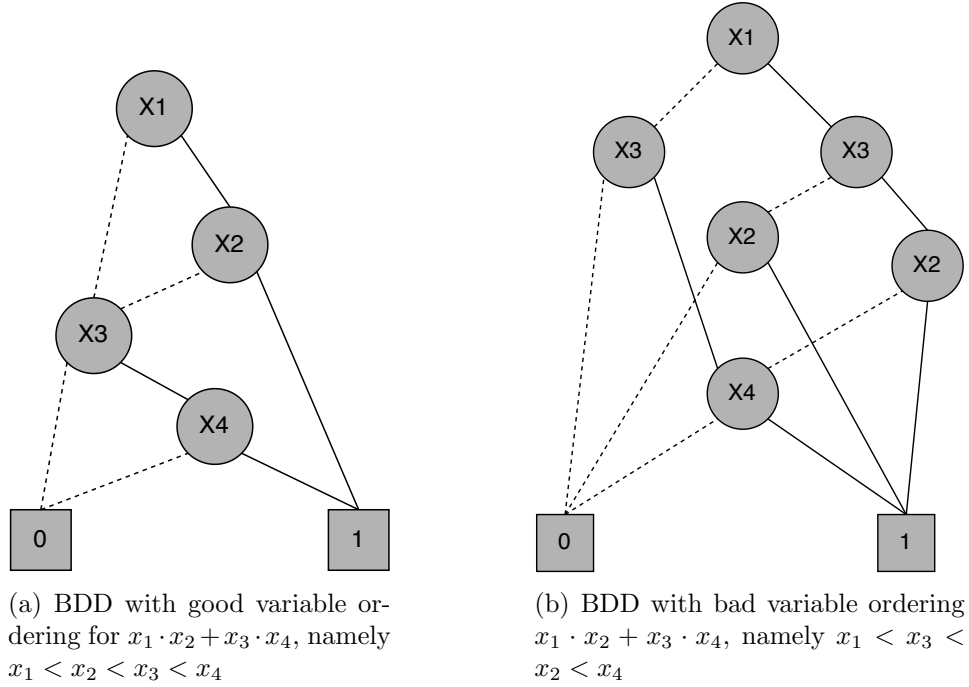 X1
X2
X3
X4
0
1
(a) BDD with good variable or-
dering for x₁ · x₂ + x₃ · x₄, namely
x₁ < x₂ < x₃ < x₄
X1
X3
X3
X2
X2
X4
0
1
(b) BDD with bad variable ordering
x₁ · x₂ + x₃ · x₄, namely x₁ < x₃ <
x₂ < x₄